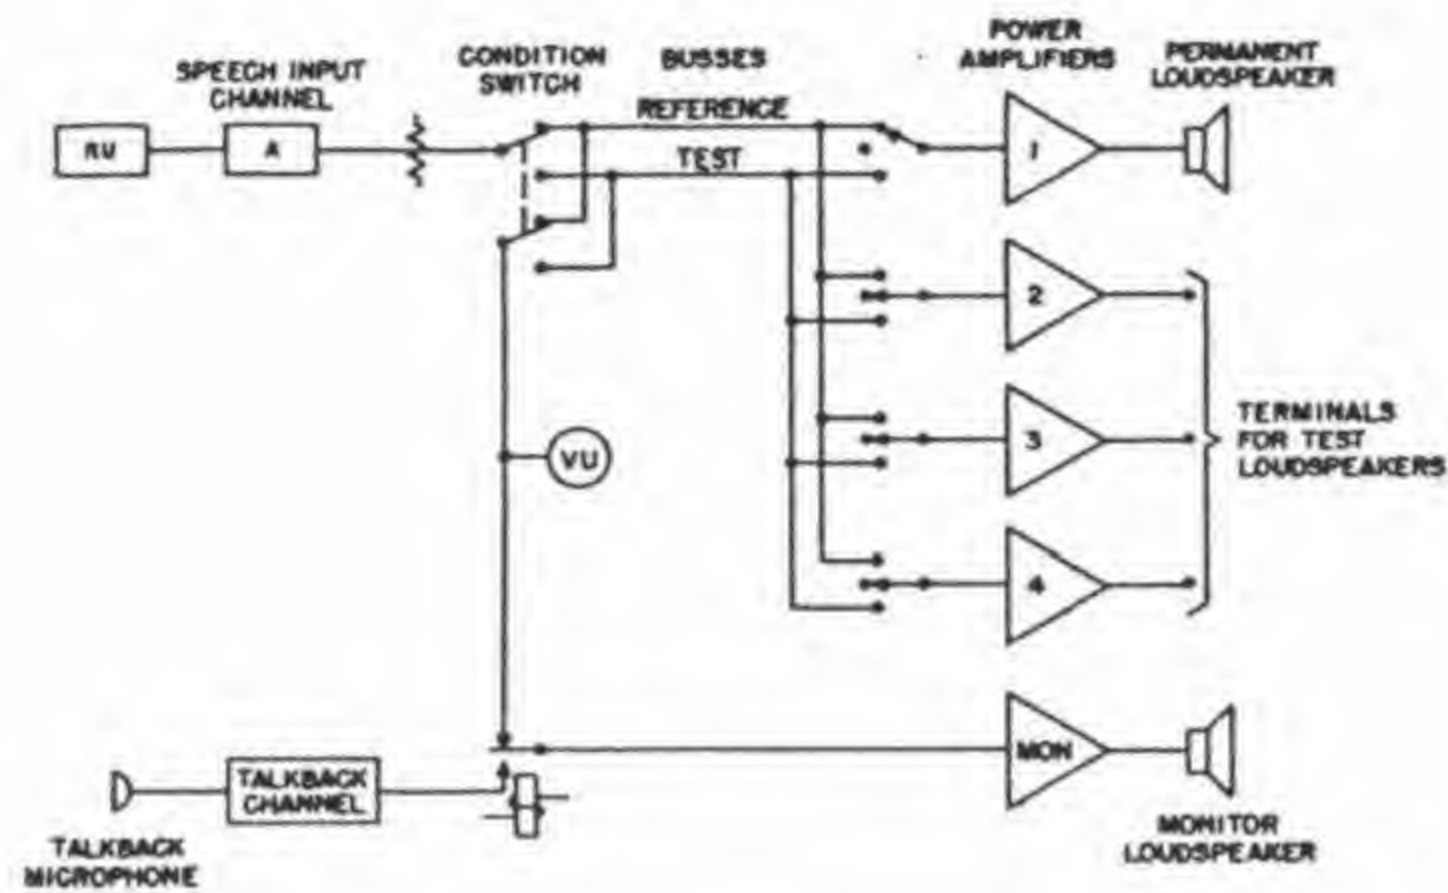 SPEECH INPUT
CHANNEL
CONDITION
SWITCH
BUSSES
REFERENCE
TEST
POWER
AMPLIFIERS
PERMANENT
LOUDSPEAKER
RU
A
1
2
3
4
TERMINALS
FOR TEST
LOUDSPEAKERS
VU
MON
TALKBACK
CHANNEL
TALKBACK
MICROPHONE
MONITOR
LOUDSPEAKER